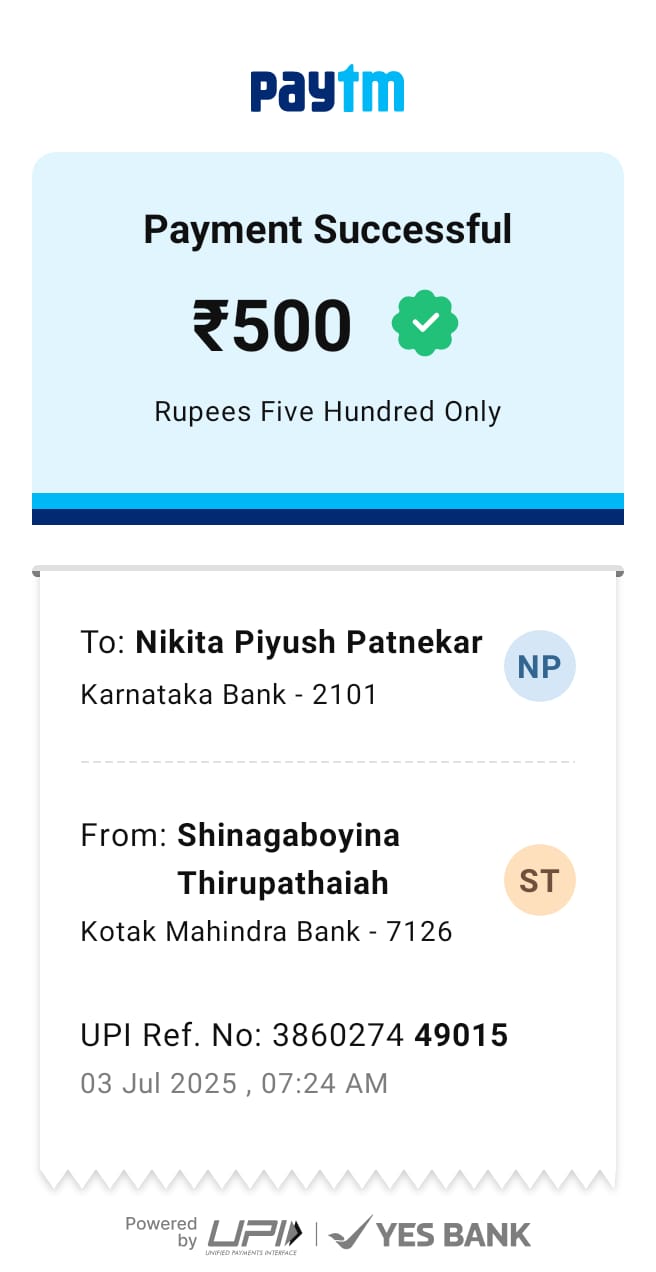 paytm
Payment Successful
₹500
Rupees Five Hundred Only
To: Nikita Piyush Patnekar
NP
Karnataka Bank - 2101
From: Shinagaboyina
Thirupathaiah
ST
Kotak Mahindra Bank - 7126
UPI Ref. No: 3860274 49015
03 Jul 2025 , 07:24 AM
Powered
by
UPI
UNIFIED PAYMENTS INTERFACE
YES BANK